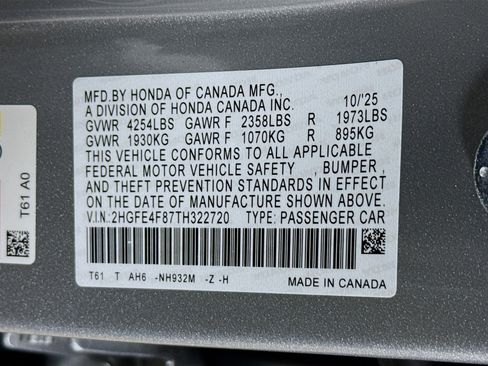 MFD.BY HONDA OF CANADA MFG.,
A DIVISION OF HONDA CANADA INC. 10/'25
GVWR 4254LBS GAWR F 2358LBS R 1973LBS
GVWR 1930KG GAWR F 1070KG R 895KG
THIS VEHICLE CONFORMS TO ALL APPLICABLE
FEDERAL MOTOR VEHICLE SAFETY , BUMPER ,
AND THEFT PREVENTION STANDARDS IN EFFECT
ON THE DATE OF MANUFACTURE SHOWN ABOVE.
V.I.N: 2HGFE4F87TH322720 TYPE: PASSENGER CAR
T61 T AH6 -NH932M -Z -H
MADE IN CANADA
T61 A0